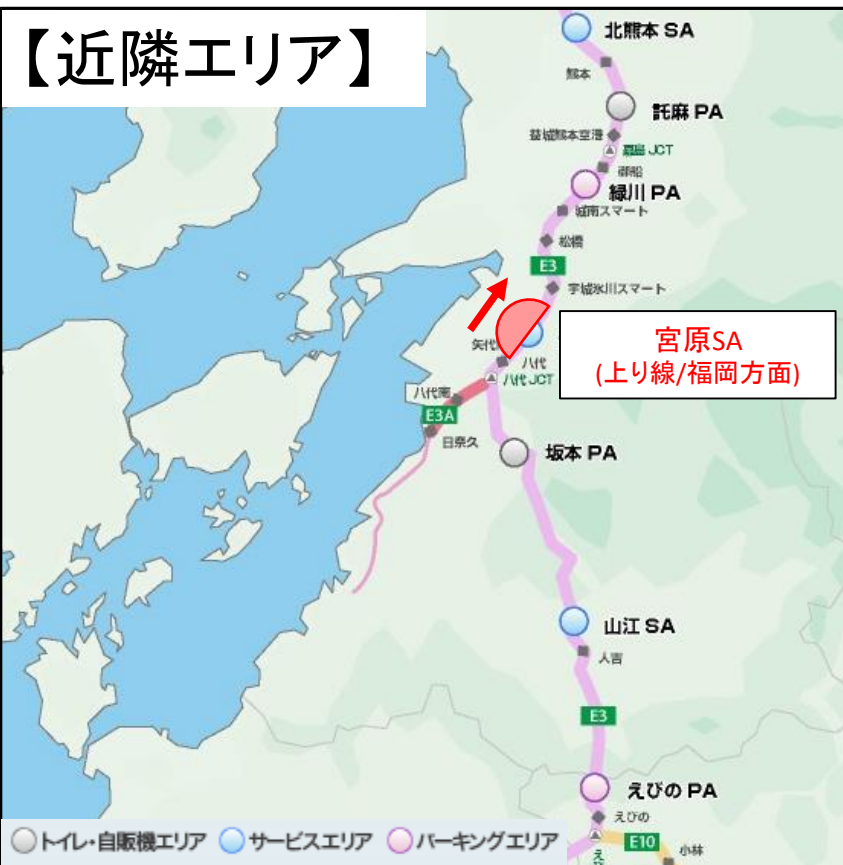 【近隣エリア】
北熊本 SA
熊本
託麻 PA
益城熊本空港
嘉島 JCT
御船
緑川 PA
城南スマート
松橋
E3
宇城氷川スマート
宮原SA
(上り線/福岡方面)
八代
八代 JCT
八代南
E3A
日奈久
坂本 PA
山江 SA
人吉
E3
えびの PA
えびの
E10
小林
トイレ・自販機エリア
サービスエリア
パーキングエリア